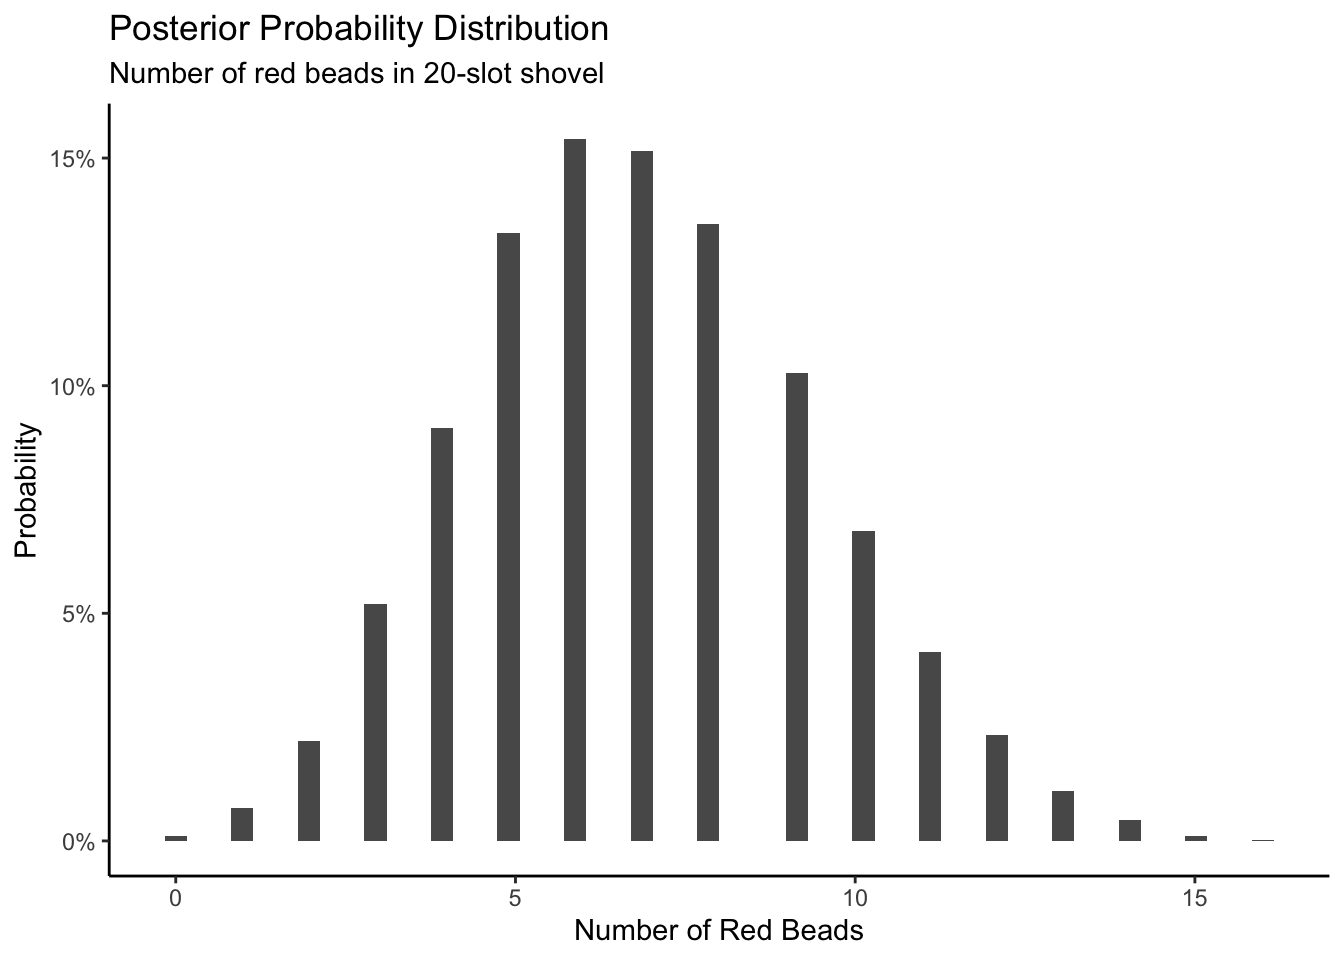 Posterior Probability Distribution
Number of red beads in 20-slot shovel
15%
10%
5%
0%
Probability
0 5 10 15
Number of Red Beads